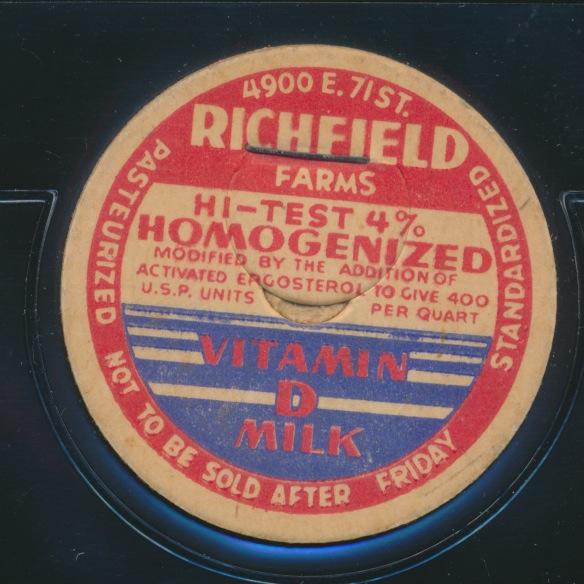 4900 E. 71 ST.
RICHFIELD
FARMS
PASTEURIZED
STANDARDIZED
HI-TEST 4%
HOMOGENIZED
MODIFIED BY THE ADDITION OF
ACTIVATED ERGOSTEROL TO GIVE 400
U.S.P. UNITS PER QUART
VITAMIN
D
MILK
NOT TO BE SOLD AFTER FRIDAY